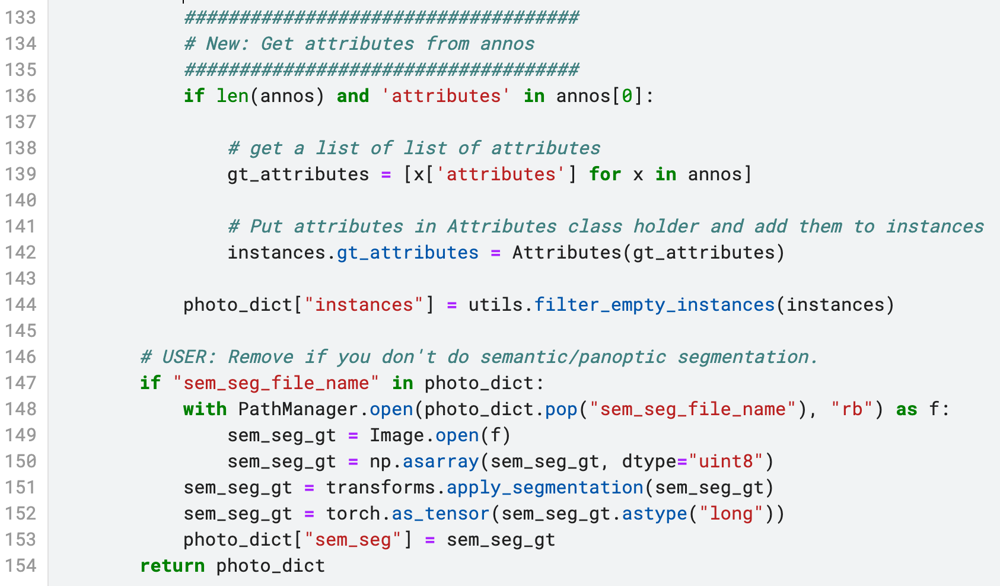 133 ####################################
134 # New: Get attributes from annos
135 ####################################
136 if len(annos) and 'attributes' in annos[0]:
137
138 # get a list of list of attributes
139 gt_attributes = [x['attributes'] for x in annos]
140
141 # Put attributes in Attributes class holder and add them to instances
142 instances.gt_attributes = Attributes(gt_attributes)
143
144 photo_dict["instances"] = utils.filter_empty_instances(instances)
145
146 # USER: Remove if you don't do semantic/panoptic segmentation.
147 if "sem_seg_file_name" in photo_dict:
148 with PathManager.open(photo_dict.pop("sem_seg_file_name"), "rb") as f:
149 sem_seg_gt = Image.open(f)
150 sem_seg_gt = np.asarray(sem_seg_gt, dtype="uint8")
151 sem_seg_gt = transforms.apply_segmentation(sem_seg_gt)
152 sem_seg_gt = torch.as_tensor(sem_seg_gt.astype("long"))
153 photo_dict["sem_seg"] = sem_seg_gt
154 return photo_dict